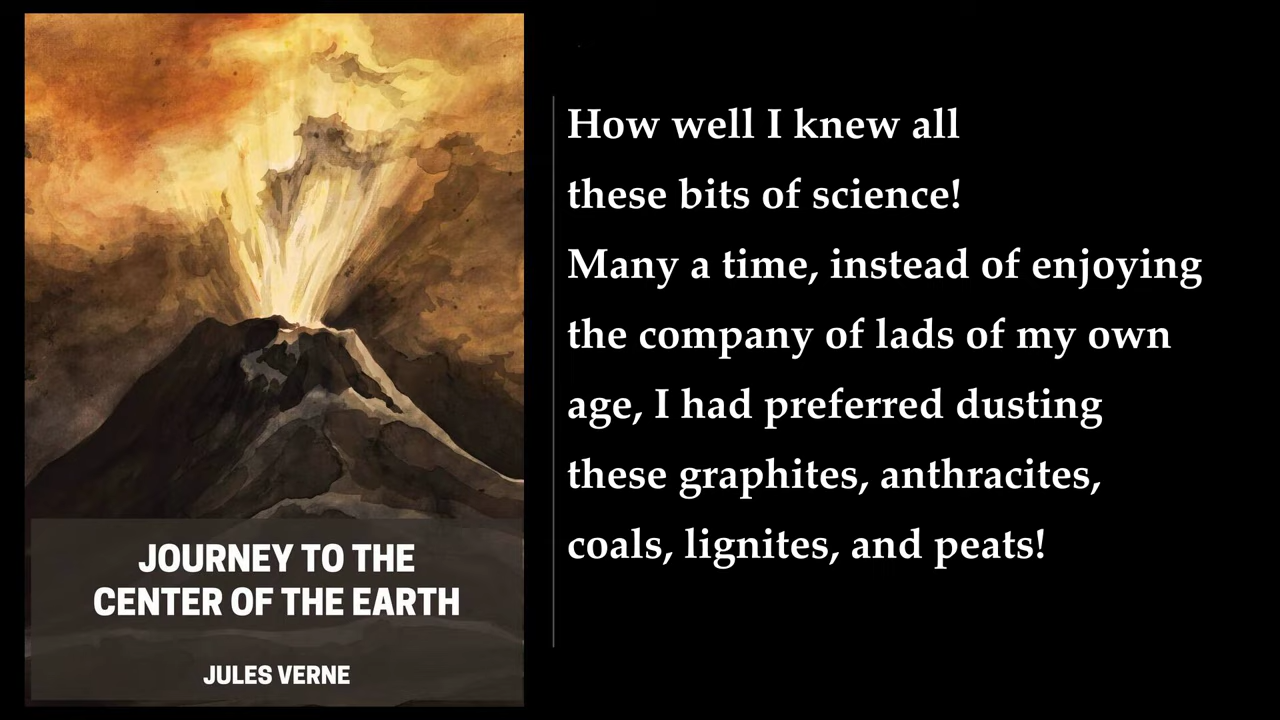 JOURNEY TO THE
CENTER OF THE EARTH
JULES VERNE
How well I knew all
these bits of science!
Many a time, instead of enjoying
the company of lads of my own
age, I had preferred dusting
these graphites, anthracites,
coals, lignites, and peats!